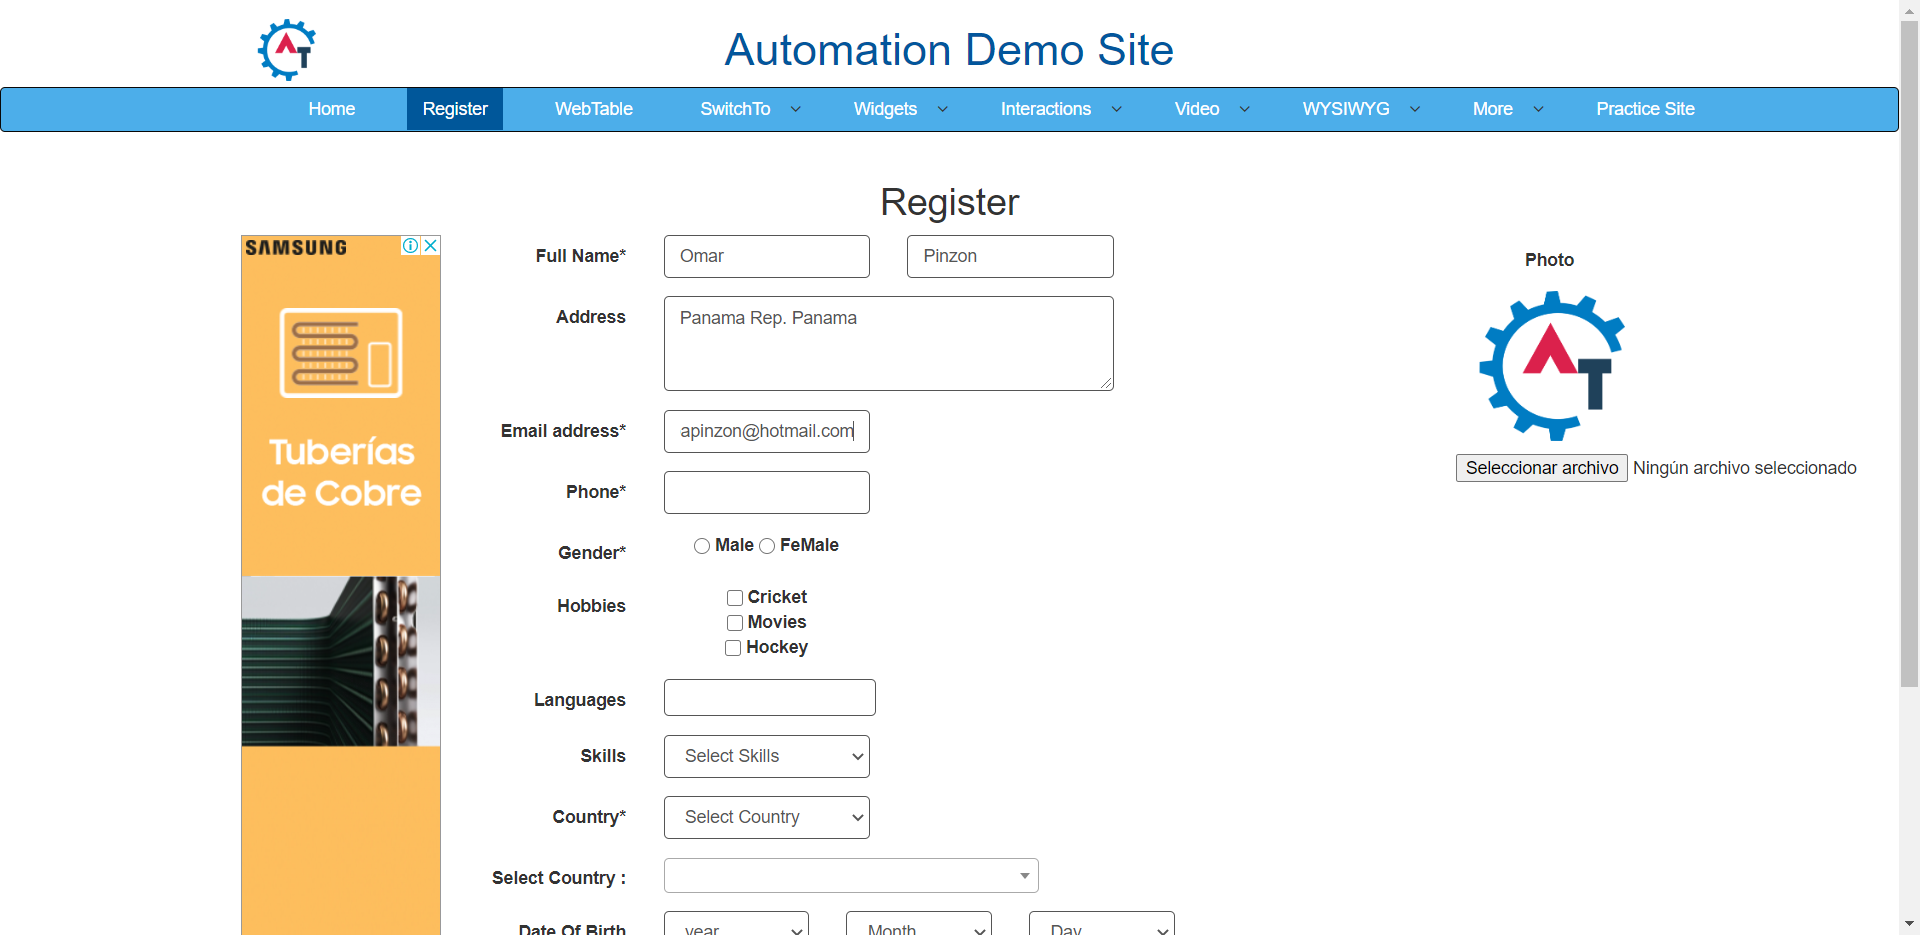 AT
Automation Demo Site
Home Register WebTable SwitchTo Widgets Interactions Video WYSIWYG More Practice Site
Register
SAMSUNG
Tuberías
de Cobre
Full Name* Omar Pinzon
Address Panama Rep. Panama
Email address* apinzon@hotmail.com
Phone*
Gender* Male FeMale
Hobbies Cricket
Movies
Hockey
Languages
Skills Select Skills
Country* Select Country
Select Country :
Date Of Birth year Month Day
Photo
AT
Seleccionar archivo Ningún archivo seleccionado